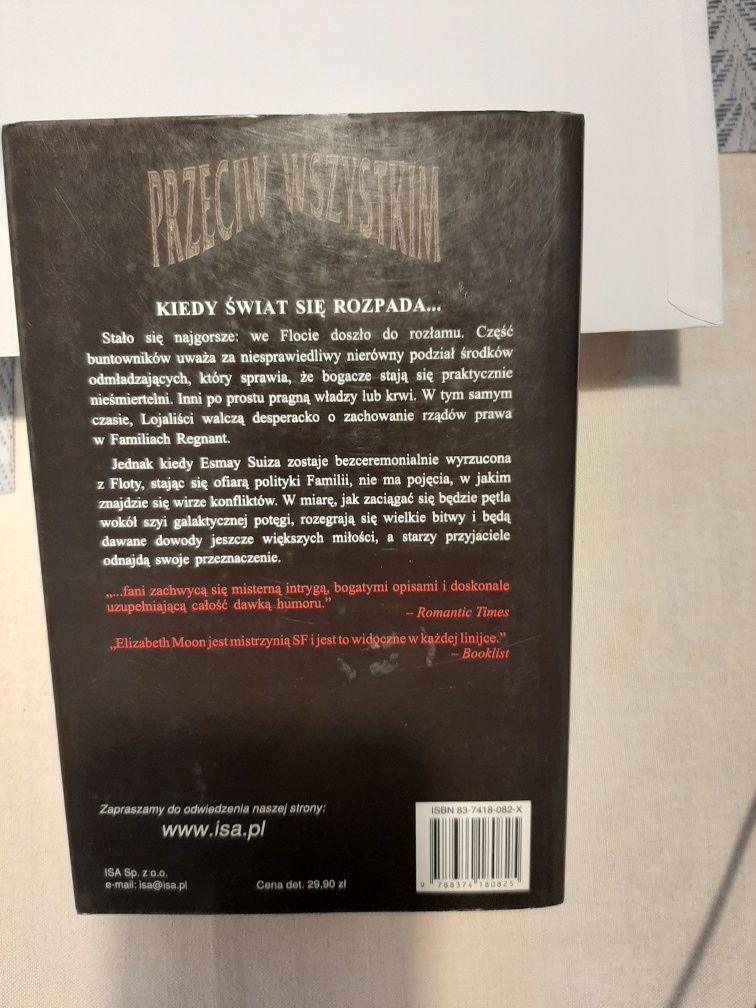 PRZECIW WSZYSTKIM
KIEDY ŚWIAT SIĘ ROZPADA...
Stało się najgorsze: we Flocie doszło do rozłamu. Część
buntowników uważa za niesprawiedliwy nierówny podział środków
odmładzających, który sprawia, że bogacze stają się praktycznie
nieśmiertelni. Inni po prostu pragną władzy lub krwi. W tym samym
czasie, Lojaliści walczą desperacko o zachowanie rządów prawa
w Familiach Regnant.
Jednak kiedy Esmay Suiza zostaje bezceremonialnie wyrzucona
z Floty, stając się ofiarą polityki Familii, nie ma pojęcia, w jakim
znajdzie się wirze konfliktów. W miarę, jak zaciągać się będzie pętla
wokół szyi galaktycznej potęgi, rozegrają się wielkie bitwy i będą
dawane dowody jeszcze większych miłości, a starzy przyjaciele
odnajdą swoje przeznaczenie.
„...fani zachwycą się misterną intrygą, bogatymi opisami i doskonale
uzupełniającą całość dawką humoru.”
– Romantic Times
„Elizabeth Moon jest mistrzynią SF i jest to widoczne w każdej linijce.”
– Booklist
Zapraszamy do odwiedzenia naszej strony:
www.isa.pl
ISA Sp. z o.o.
e-mail: isa@isa.pl
Cena det. 29,90 zł
ISBN 83-7418-082-X
9 788374 180825